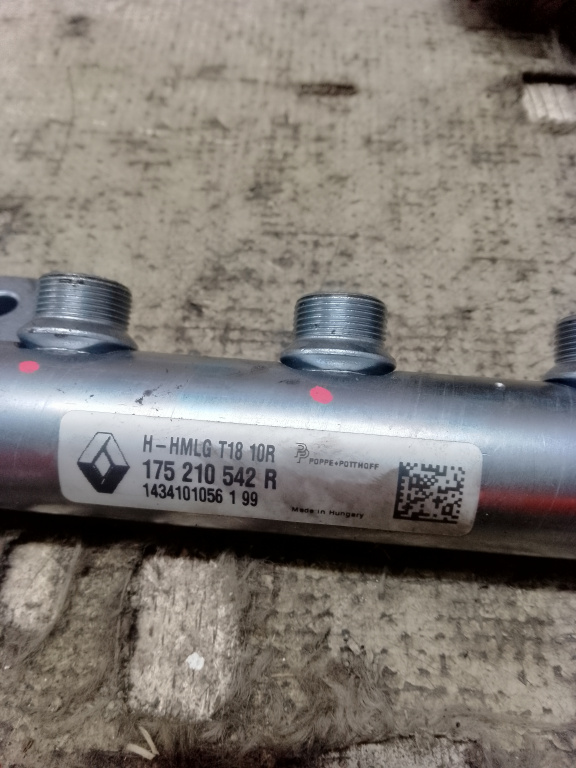 H-HMLG T18 10R
175 210 542 R
1434101056 1 99
POPPE+POTTHOFF
Made in Hungary